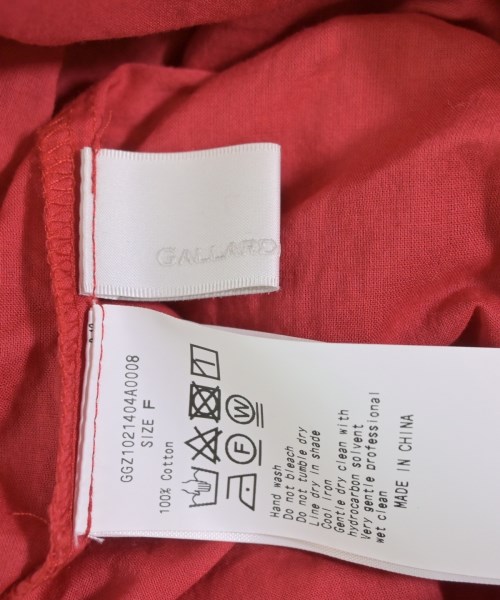 GALLARD
GGZ1021404A0008
SIZE F
100% Cotton
F
W
Hand wash
Do not bleach
Do not tumble dry
Line dry in shade
Cool iron
Gentle dry clean with
hydrocarbon solvent
Very gentle professional
wet clean
MADE IN CHINA